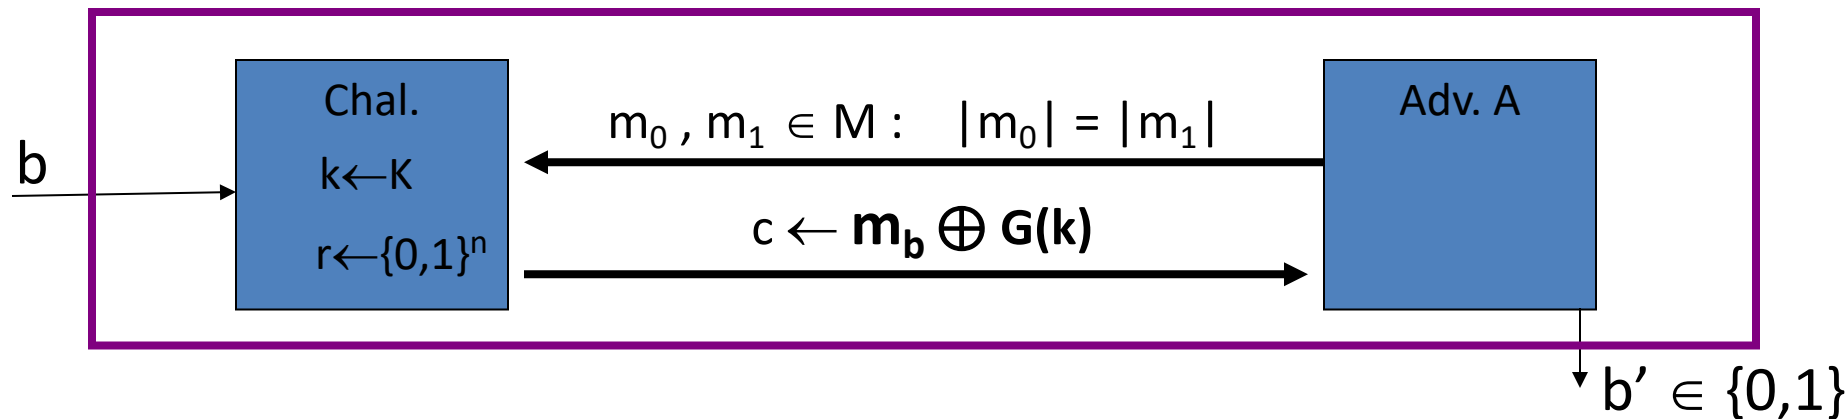 Chal.
Adv. A
m₀ , m₁ ∈ M :   |m₀| = |m₁|
b
k←K
c ← m_b ⊕ G(k)
r←{0,1}ⁿ
b’ ∈ {0,1}